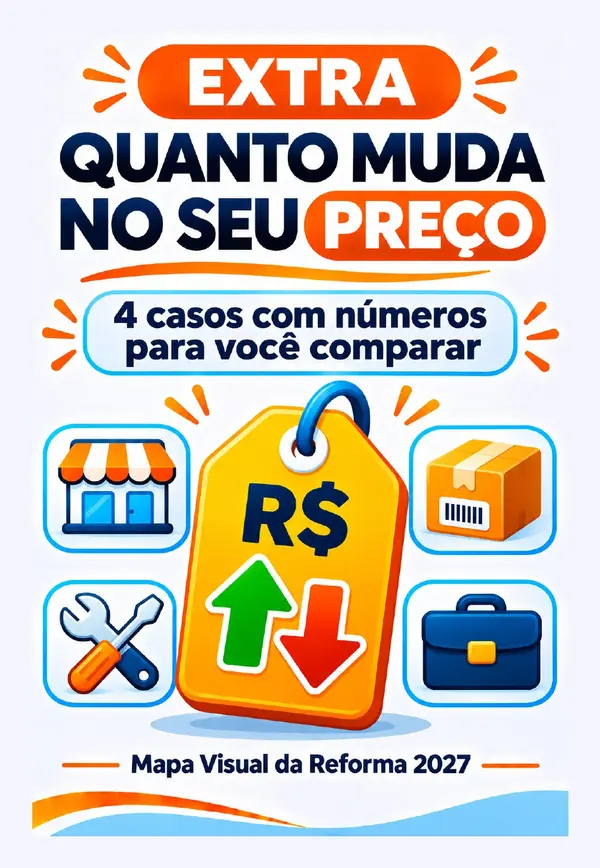 EXTRA
QUANTO MUDA
NO SEU PREÇO
4 casos com números
para você comparar
R$
Mapa Visual da Reforma 2027